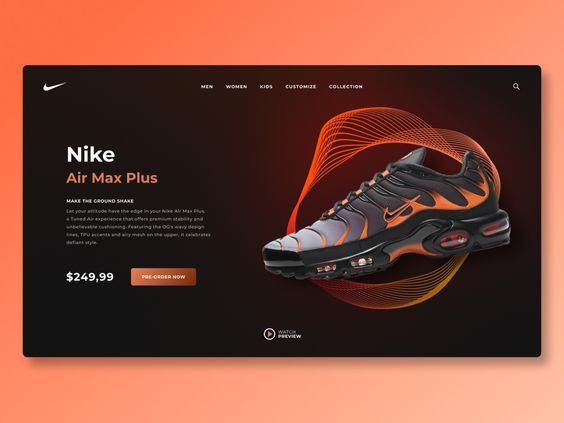 MEN WOMEN KIDS CUSTOMIZE COLLECTION
Nike
Air Max Plus
MAKE THE GROUND SHAKE
Let your attitude have the edge in your Nike Air Max Plus,
a Tuned Air experience that offers premium stability and
unbelievable cushioning. Featuring the OG's wavy design
lines, TPU accents and airy mesh on the upper, it celebrates
defiant style.
$249,99
PRE-ORDER NOW
WATCH
PREVIEW